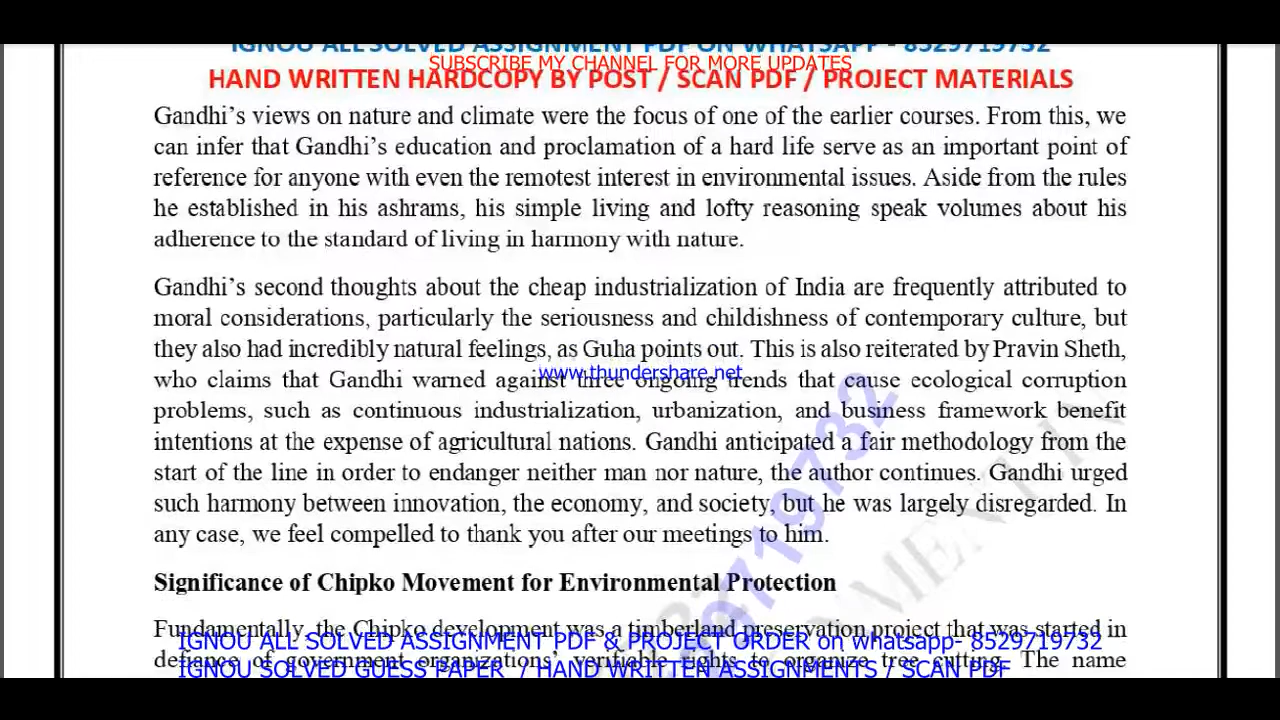 IGNOU ALL SOLVED ASSIGNMENT PDF ON WHATSAPP - 8529719732
SUBSCRIBE MY CHANNEL FOR MORE UPDATES
HAND WRITTEN HARDCOPY BY POST / SCAN PDF / PROJECT MATERIALS
Gandhi's views on nature and climate were the focus of one of the earlier courses. From this, we
can infer that Gandhi's education and proclamation of a hard life serve as an important point of
reference for anyone with even the remotest interest in environmental issues. Aside from the rules
he established in his ashrams, his simple living and lofty reasoning speak volumes about his
adherence to the standard of living in harmony with nature.
Gandhi's second thoughts about the cheap industrialization of India are frequently attributed to
moral considerations, particularly the seriousness and childishness of contemporary culture, but
they also had incredibly natural feelings, as Guha points out. This is also reiterated by Pravin Sheth,
www.thundershare.net
who claims that Gandhi warned against three ongoing trends that cause ecological corruption
problems, such as continuous industrialization, urbanization, and business framework benefit
intentions at the expense of agricultural nations. Gandhi anticipated a fair methodology from the
start of the line in order to endanger neither man nor nature, the author continues. Gandhi urged
such harmony between innovation, the economy, and society, but he was largely disregarded. In
any case, we feel compelled to thank you after our meetings to him.
Significance of Chipko Movement for Environmental Protection
Fundamentally, the Chipko development was a timberland preservation project that was started in
IGNOU ALL SOLVED ASSIGNMENT PDF & PROJECT ORDER on whatsapp- 8529719732
defiance of government organizations' verifiable rights to organize tree cutting. The name
IGNOU SOLVED GUESS PAPER / HAND WRITTEN ASSIGNMENTS / SCAN PDF